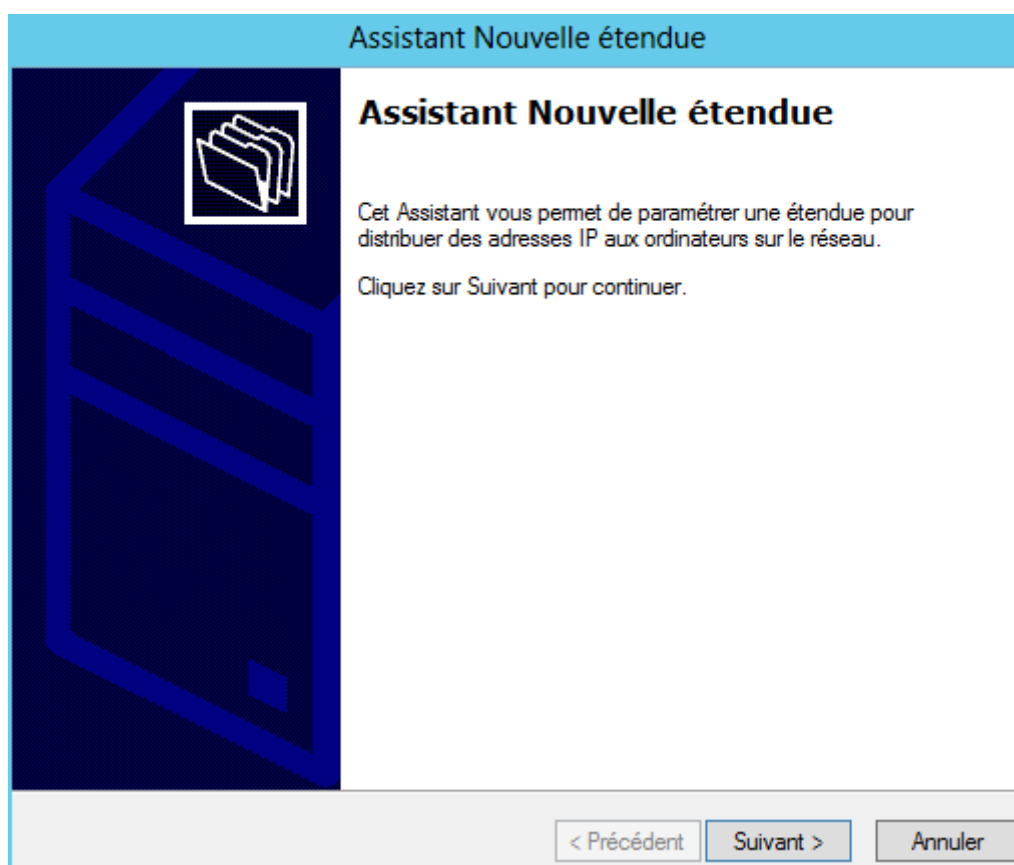 Assistant Nouvelle étendue
Assistant Nouvelle étendue
Cet Assistant vous permet de paramétrer une étendue pour
distribuer des adresses IP aux ordinateurs sur le réseau.
Cliquez sur Suivant pour continuer.
< Précédent
Suivant >
Annuler